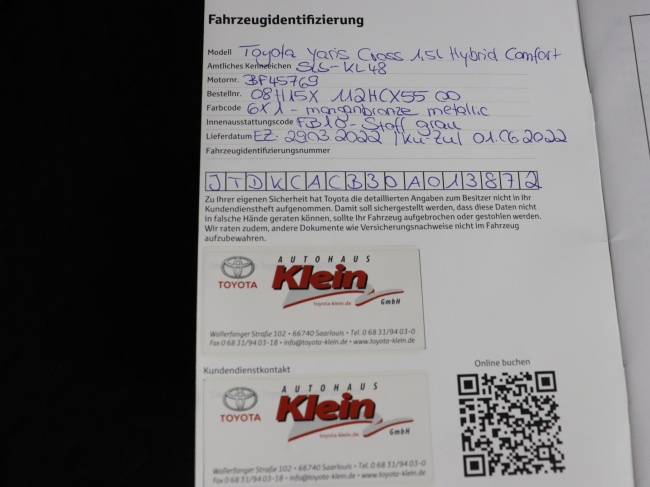 Fahrzeugidentifizierung
Modell Toyota Yaris Cross 1,5l Hybrid Comfort
Amtliches Kennzeichen SLS-KL48
Motornr. BF45769
Bestellnr. 08H15X 112HCX55 00
Farbcode 6X1 - manganbronze metallic
Innenausstattungscode FB10 - Stoff grau
Lieferdatum EZ: 29.03.2022 / Ku-Zul 01.06.2022
Fahrzeugidentifizierungsnummer
JTDKCACB30A013872
Zu Ihrer eigenen Sicherheit hat Toyota die detaillierten Angaben zum Besitzer nicht in Ihr
Kundendienstheft aufgenommen. Damit soll sichergestellt werden, dass diese Daten nicht
in falsche Hände geraten können, sollte Ihr Fahrzeug aufgebrochen oder gestohlen werden.
Wir raten zudem, andere Dokumente wie Versicherungsnachweise nicht im Fahrzeug
aufzubewahren.
AUTOHAUS
Klein
TOYOTA
toyota-klein.de
GmbH
Wallerfanger Straße 102 • 66740 Saarlouis • Tel. 0 68 31/94 03-0
Fax 0 68 31/94 03-18 • info@toyota-klein.de • www.toyota-klein.de
Kundendienstkontakt
Online buchen
AUTOHAUS
Klein
TOYOTA
toyota-klein.de
GmbH
Wallerfanger Straße 102 • 66740 Saarlouis • Tel. 0 68 31/94 03-0
Fax 0 68 31/94 03-18 • info@toyota-klein.de • www.toyota-klein.de